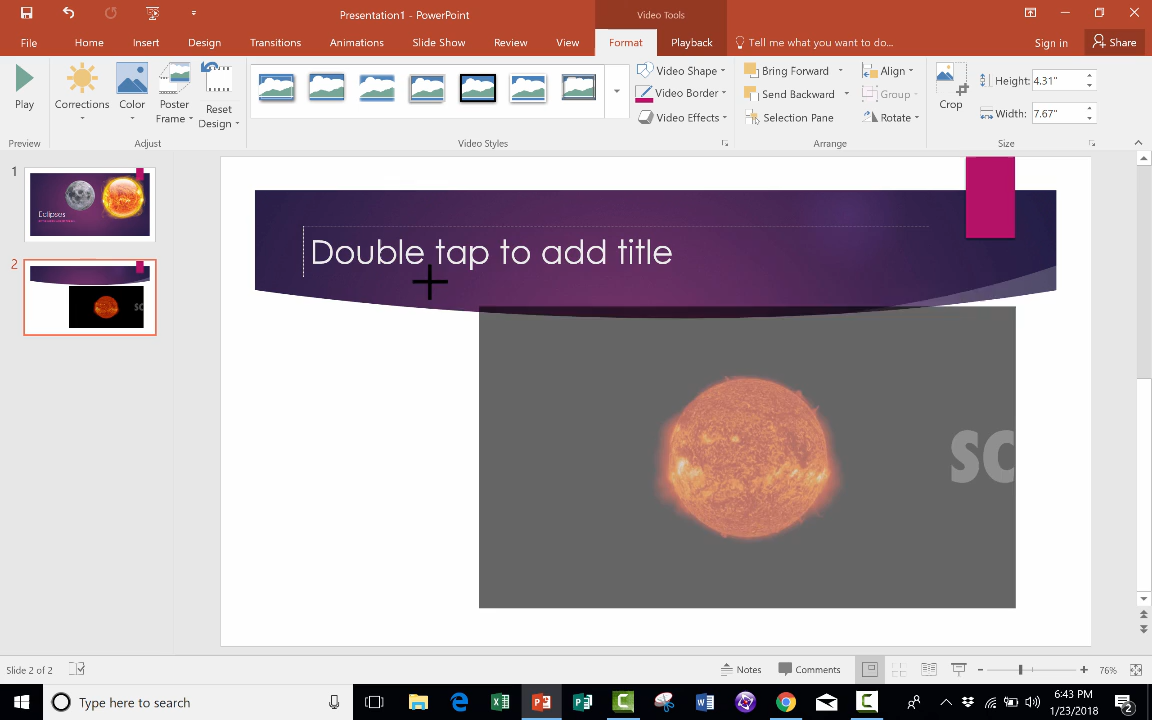 Presentation1 - PowerPoint
Video Tools
File
Home
Insert
Design
Transitions
Animations
Slide Show
Review
View
Format
Playback
Tell me what you want to do...
Sign in
Share
Play
Corrections
Color
Poster
Frame
Reset
Design
Video Shape
Video Border
Video Effects
Bring Forward
Send Backward
Selection Pane
Align
Group
Rotate
Crop
Height:
4.31"
Width:
7.67"
Preview
Adjust
Video Styles
Arrange
Size
1
Eclipses
2
Double tap to add title
SC
Slide 2 of 2
Notes
Comments
76%
Type here to search
6:43 PM
1/23/2018
2